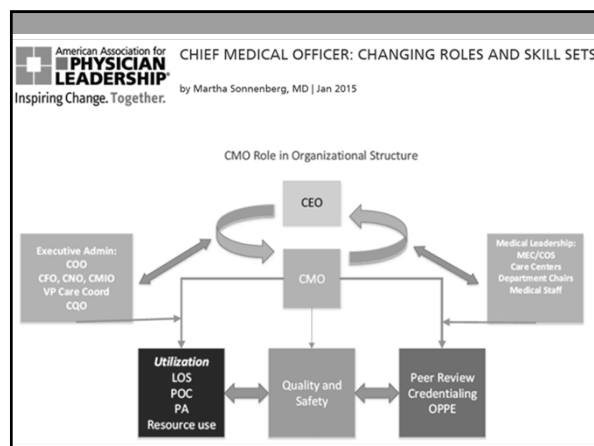 American Association for
PHYSICIAN
LEADERSHIP®
Inspiring Change. Together.
CHIEF MEDICAL OFFICER: CHANGING ROLES AND SKILL SETS
by Martha Sonnenberg, MD | Jan 2015
CMO Role in Organizational Structure
CEO
Executive Admin:
COO
CFO, CNO, CMIO
VP Care Coord
CQO
CMO
Medical Leadership:
MEC/COS
Care Centers
Department Chairs
Medical Staff
Utilization
LOS
POC
PA
Resource use
Quality and
Safety
Peer Review
Credentialing
OPPE